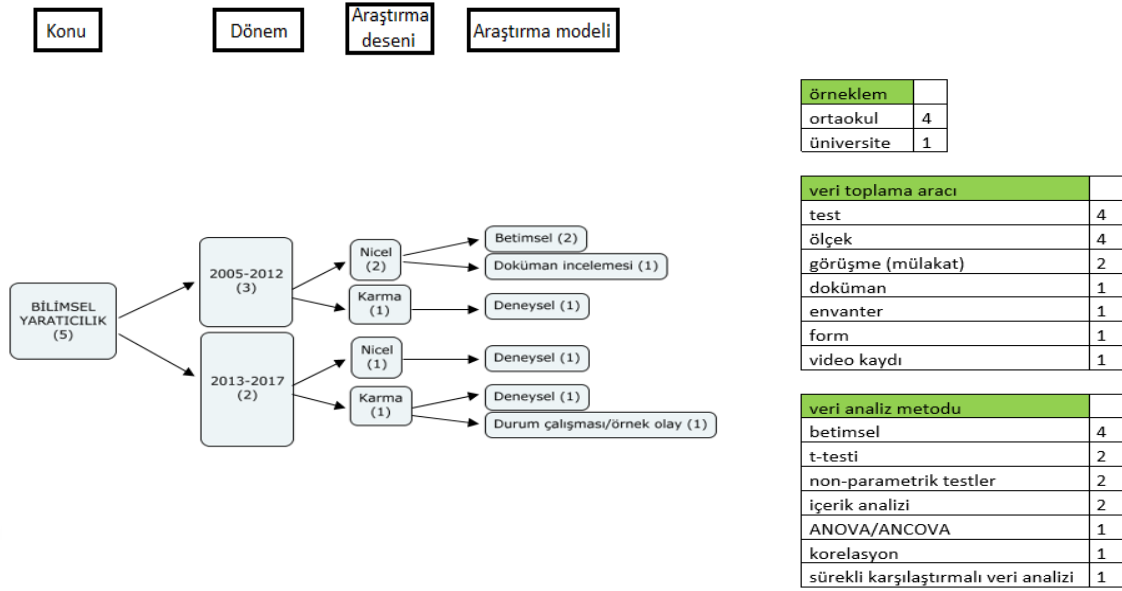 Konu
Dönem
Araştırma
deseni
Araştırma modeli
BİLİMSEL
YARATICILIK
(5)
2005-2012
(3)
2013-2017
(2)
Nicel
(2)
Karma
(1)
Nicel
(1)
Karma
(1)
Betimsel (2)
Doküman incelemesi (1)
Deneysel (1)
Deneysel (1)
Deneysel (1)
Durum çalışması/örnek olay (1)
örneklem
ortaokul 4
üniversite 1
veri toplama aracı
test 4
ölçek 4
görüşme (mülakat) 2
doküman 1
envanter 1
form 1
video kaydı 1
veri analiz metodu
betimsel 4
t-testi 2
non-parametrik testler 2
içerik analizi 2
ANOVA/ANCOVA 1
korelasyon 1
sürekli karşılaştırmalı veri analizi 1